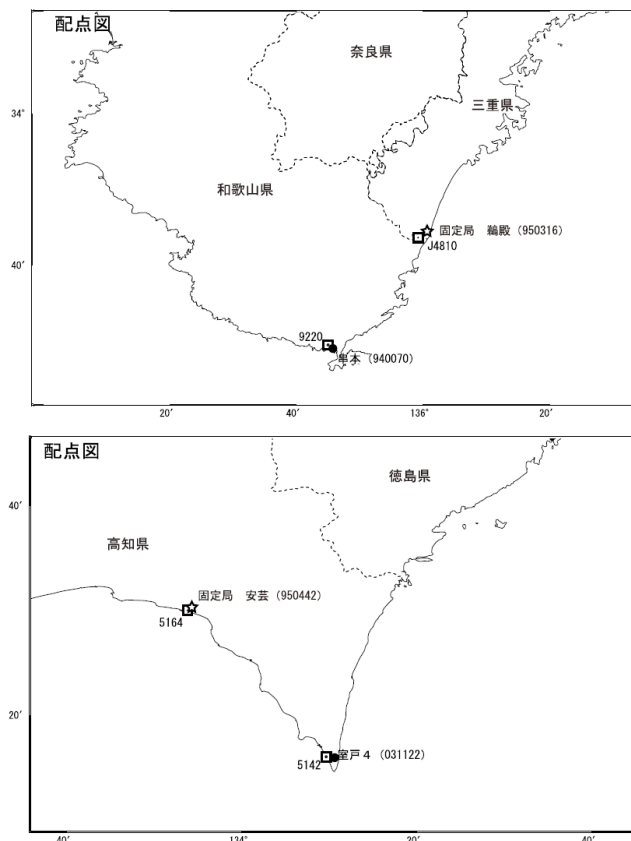 配点図
奈良県
34°
三重県
和歌山県
固定局 鵜殿（950316）
J4810
40′
9220
串本（940070）
20′
40′
136°
20′
配点図
徳島県
40′
高知県
固定局 安芸（950442）
5164
20′
室戸４（031122）
5142
40′
134°
20′
40′